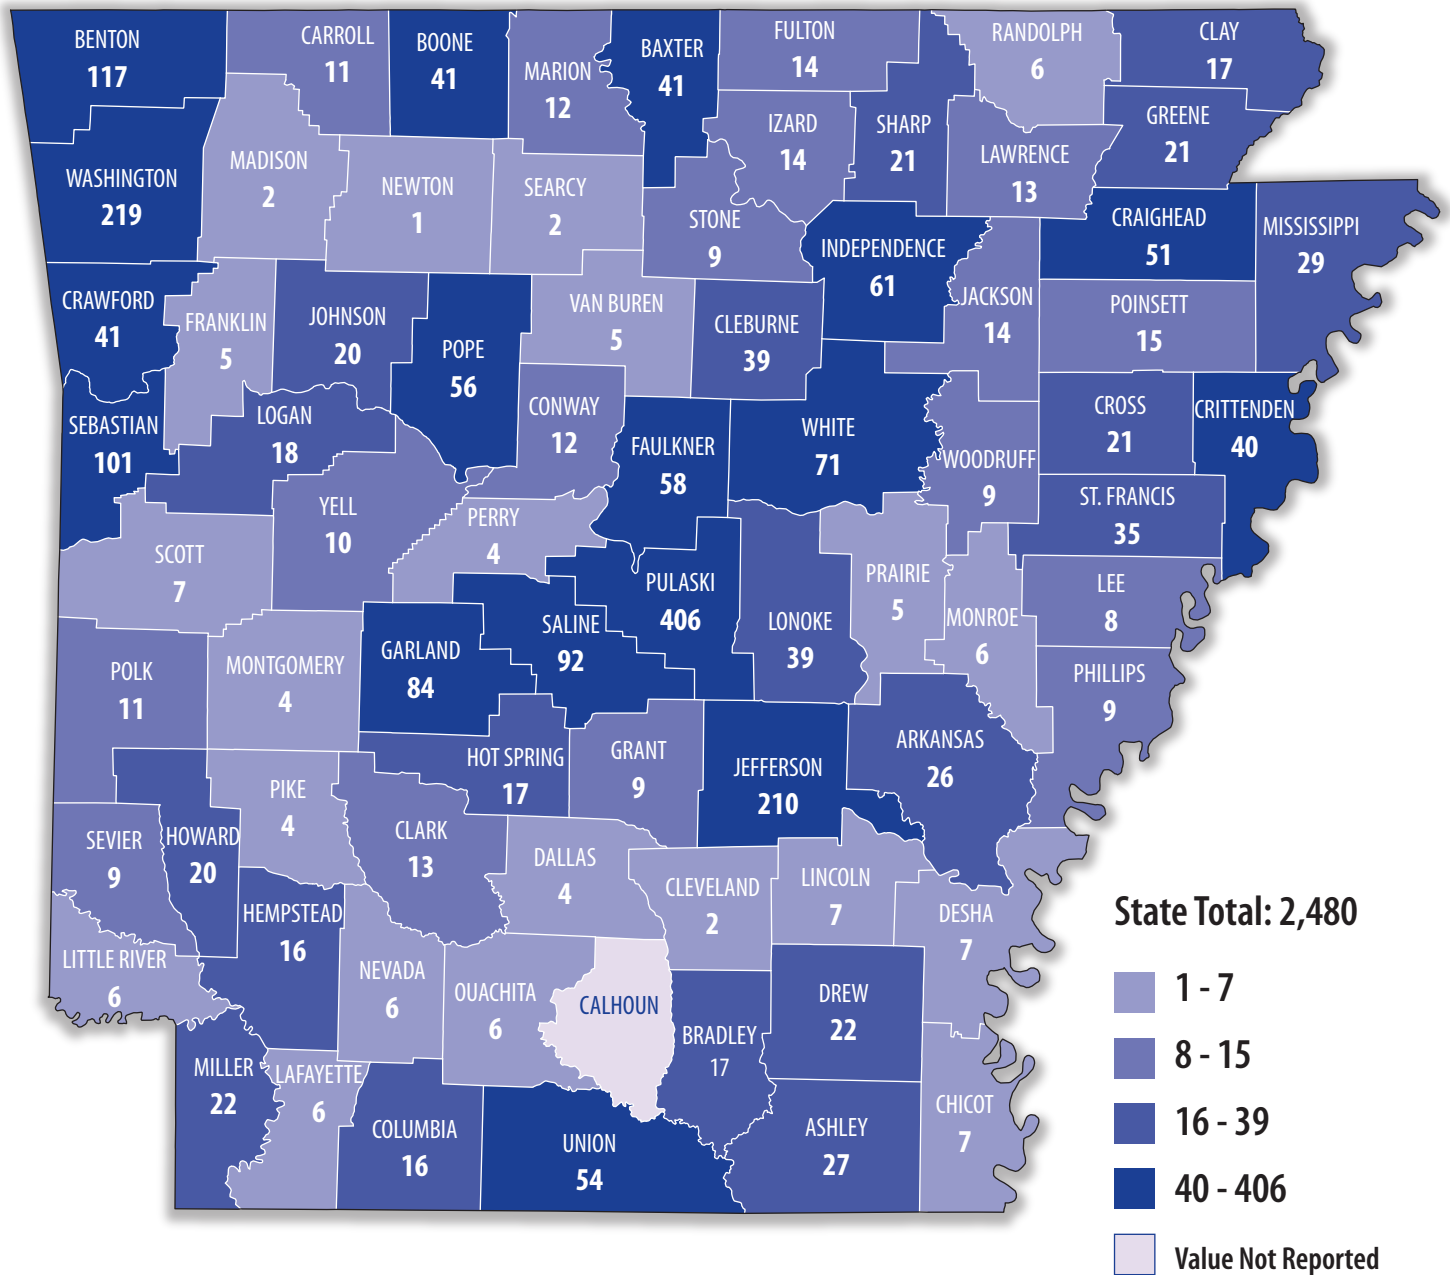 BENTON
117
CARROLL
11
BOONE
41
MARION
12
BAXTER
41
FULTON
14
RANDOLPH
6
CLAY
17
IZARD
14
SHARP
21
LAWRENCE
13
GREENE
21
WASHINGTON
219
MADISON
2
NEWTON
1
SEARCY
2
STONE
9
INDEPENDENCE
61
CRAIGHEAD
51
MISSISSIPPI
29
CRAWFORD
41
FRANKLIN
5
JOHNSON
20
POPE
56
VAN BUREN
5
CLEBURNE
39
JACKSON
14
POINSETT
15
SEBASTIAN
101
LOGAN
18
CONWAY
12
FAULKNER
58
WHITE
71
WOODRUFF
9
CROSS
21
CRITTENDEN
40
ST. FRANCIS
35
SCOTT
7
YELL
10
PERRY
4
PULASKI
406
LONOKE
39
PRAIRIE
5
MONROE
6
LEE
8
POLK
11
MONTGOMERY
4
GARLAND
84
SALINE
92
PHILLIPS
9
HOT SPRING
17
GRANT
9
JEFFERSON
210
ARKANSAS
26
SEVIER
9
HOWARD
20
PIKE
4
CLARK
13
DALLAS
4
CLEVELAND
2
LINCOLN
7
DESHA
7
LITTLE RIVER
6
HEMPSTEAD
16
NEVADA
6
OUACHITA
6
CALHOUN
BRADLEY
17
DREW
22
MILLER
22
LAFAYETTE
6
COLUMBIA
16
UNION
54
ASHLEY
27
CHICOT
7
State Total: 2,480
1 - 7
8 - 15
16 - 39
40 - 406
Value Not Reported